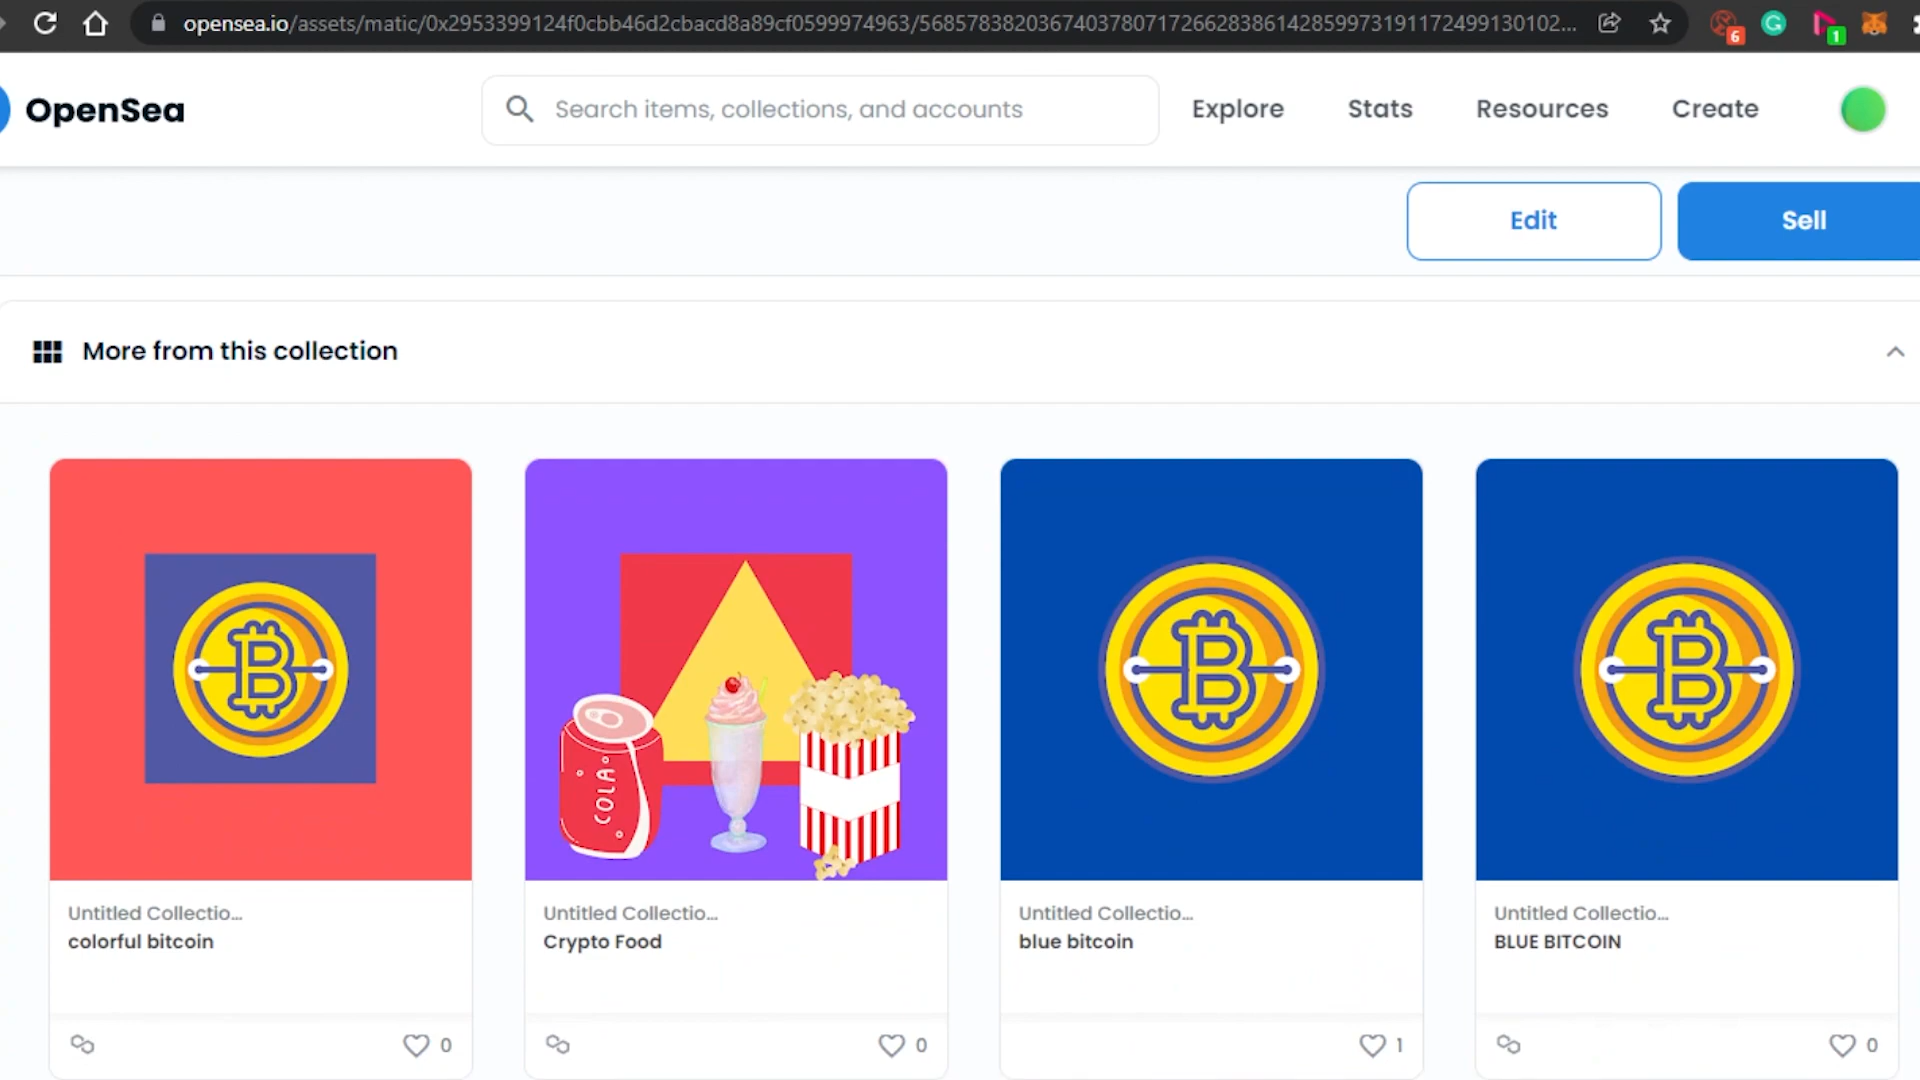 opensea.io/assets/matic/0x2953399124f0cbb46d2cbacd8a89cf0599974963/56857838203674037807172662838614285997319117249913010​2...
6
1
OpenSea
Search items, collections, and accounts
Explore
Stats
Resources
Create
Edit
Sell
More from this collection
COLA
Untitled Collectio...
colorful bitcoin
0
Untitled Collectio...
Crypto Food
0
Untitled Collectio...
blue bitcoin
1
Untitled Collectio...
BLUE BITCOIN
0